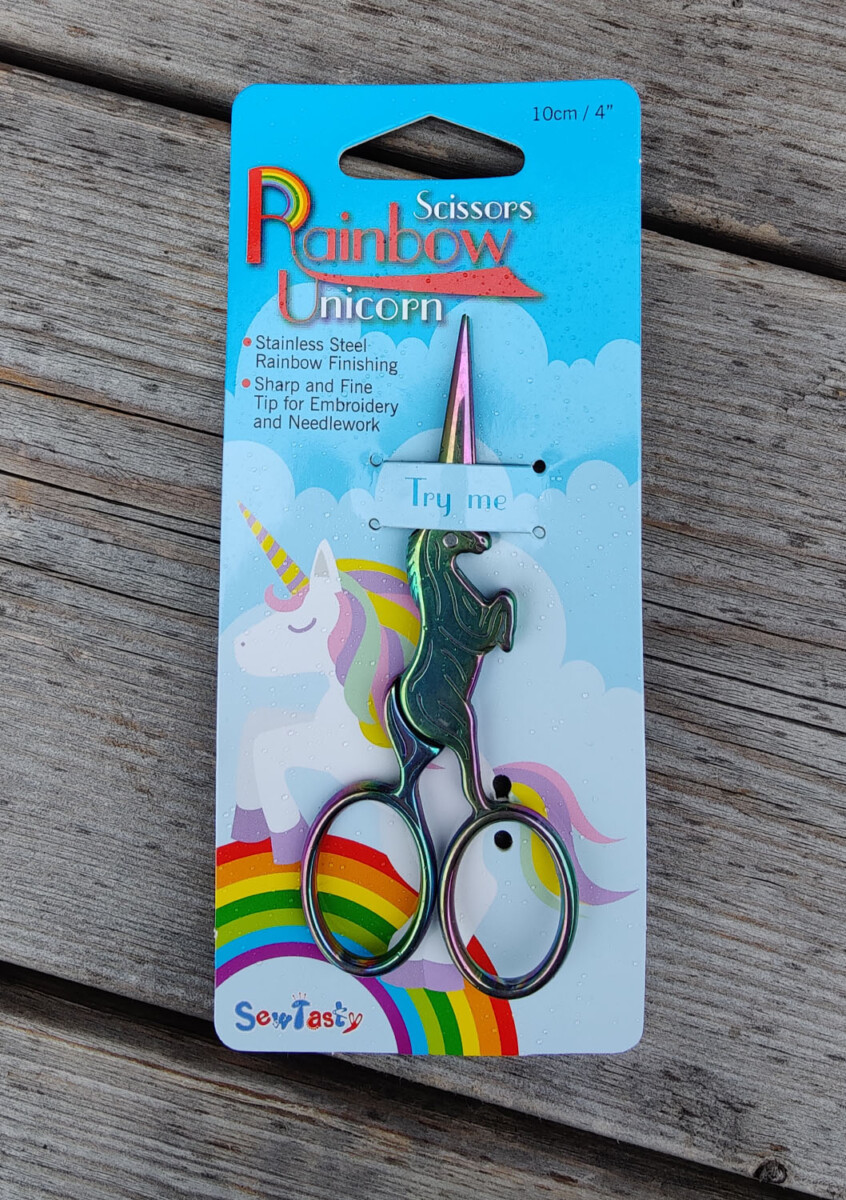 10cm / 4"
Scissors
Rainbow
Unicorn
• Stainless Steel
Rainbow Finishing
• Sharp and Fine
Tip for Embroidery
and Needlework
Try me
SewTasty